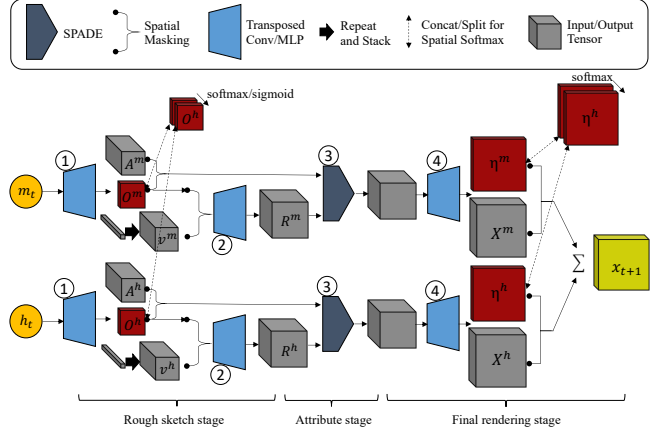 SPADE
Spatial
Masking
Transposed
Conv/MLP
Repeat
and Stack
Concat/Split for
Spatial Softmax
Input/Output
Tensor
softmax/sigmoid
O^h
softmax
η^h
1
A^m
m_t
O^m
v^m
2
R^m
3
4
η^m
X^m
1
A^h
h_t
O^h
v^h
2
R^h
3
4
η^h
X^h
Σ
x_{t+1}
Rough sketch stage
Attribute stage
Final rendering stage